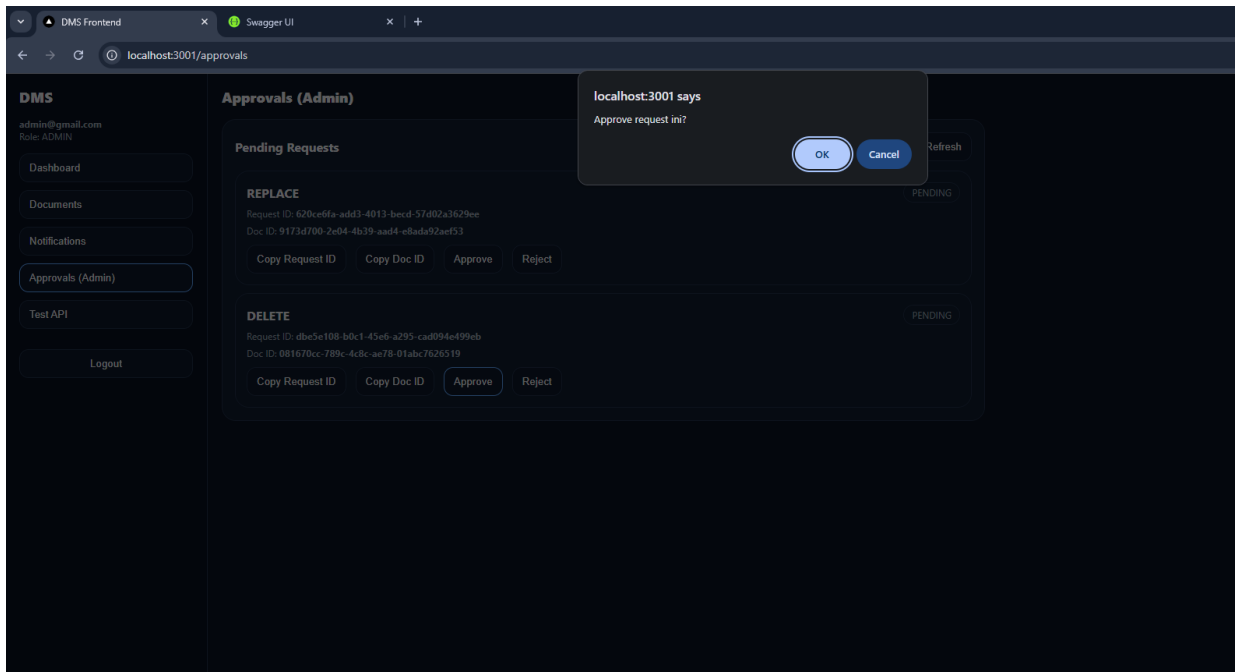 DMS Frontend
Swagger UI
localhost:3001/approvals
DMS
admin@gmail.com
Role: ADMIN
Dashboard
Documents
Notifications
Approvals (Admin)
Test API
Logout
Approvals (Admin)
localhost:3001 says
Approve request ini?
OK Cancel
Pending Requests Refresh
REPLACE PENDING
Request ID: 620ce6fa-add3-4013-becd-57d02a3629ee
Doc ID: 9173d700-2e04-4b39-aad4-e8ada92aef53
Copy Request ID Copy Doc ID Approve Reject
DELETE PENDING
Request ID: dbe5e108-b0c1-45e6-a295-cad094e499eb
Doc ID: 081670cc-789c-4c8c-ae78-01abc7626519
Copy Request ID Copy Doc ID Approve Reject